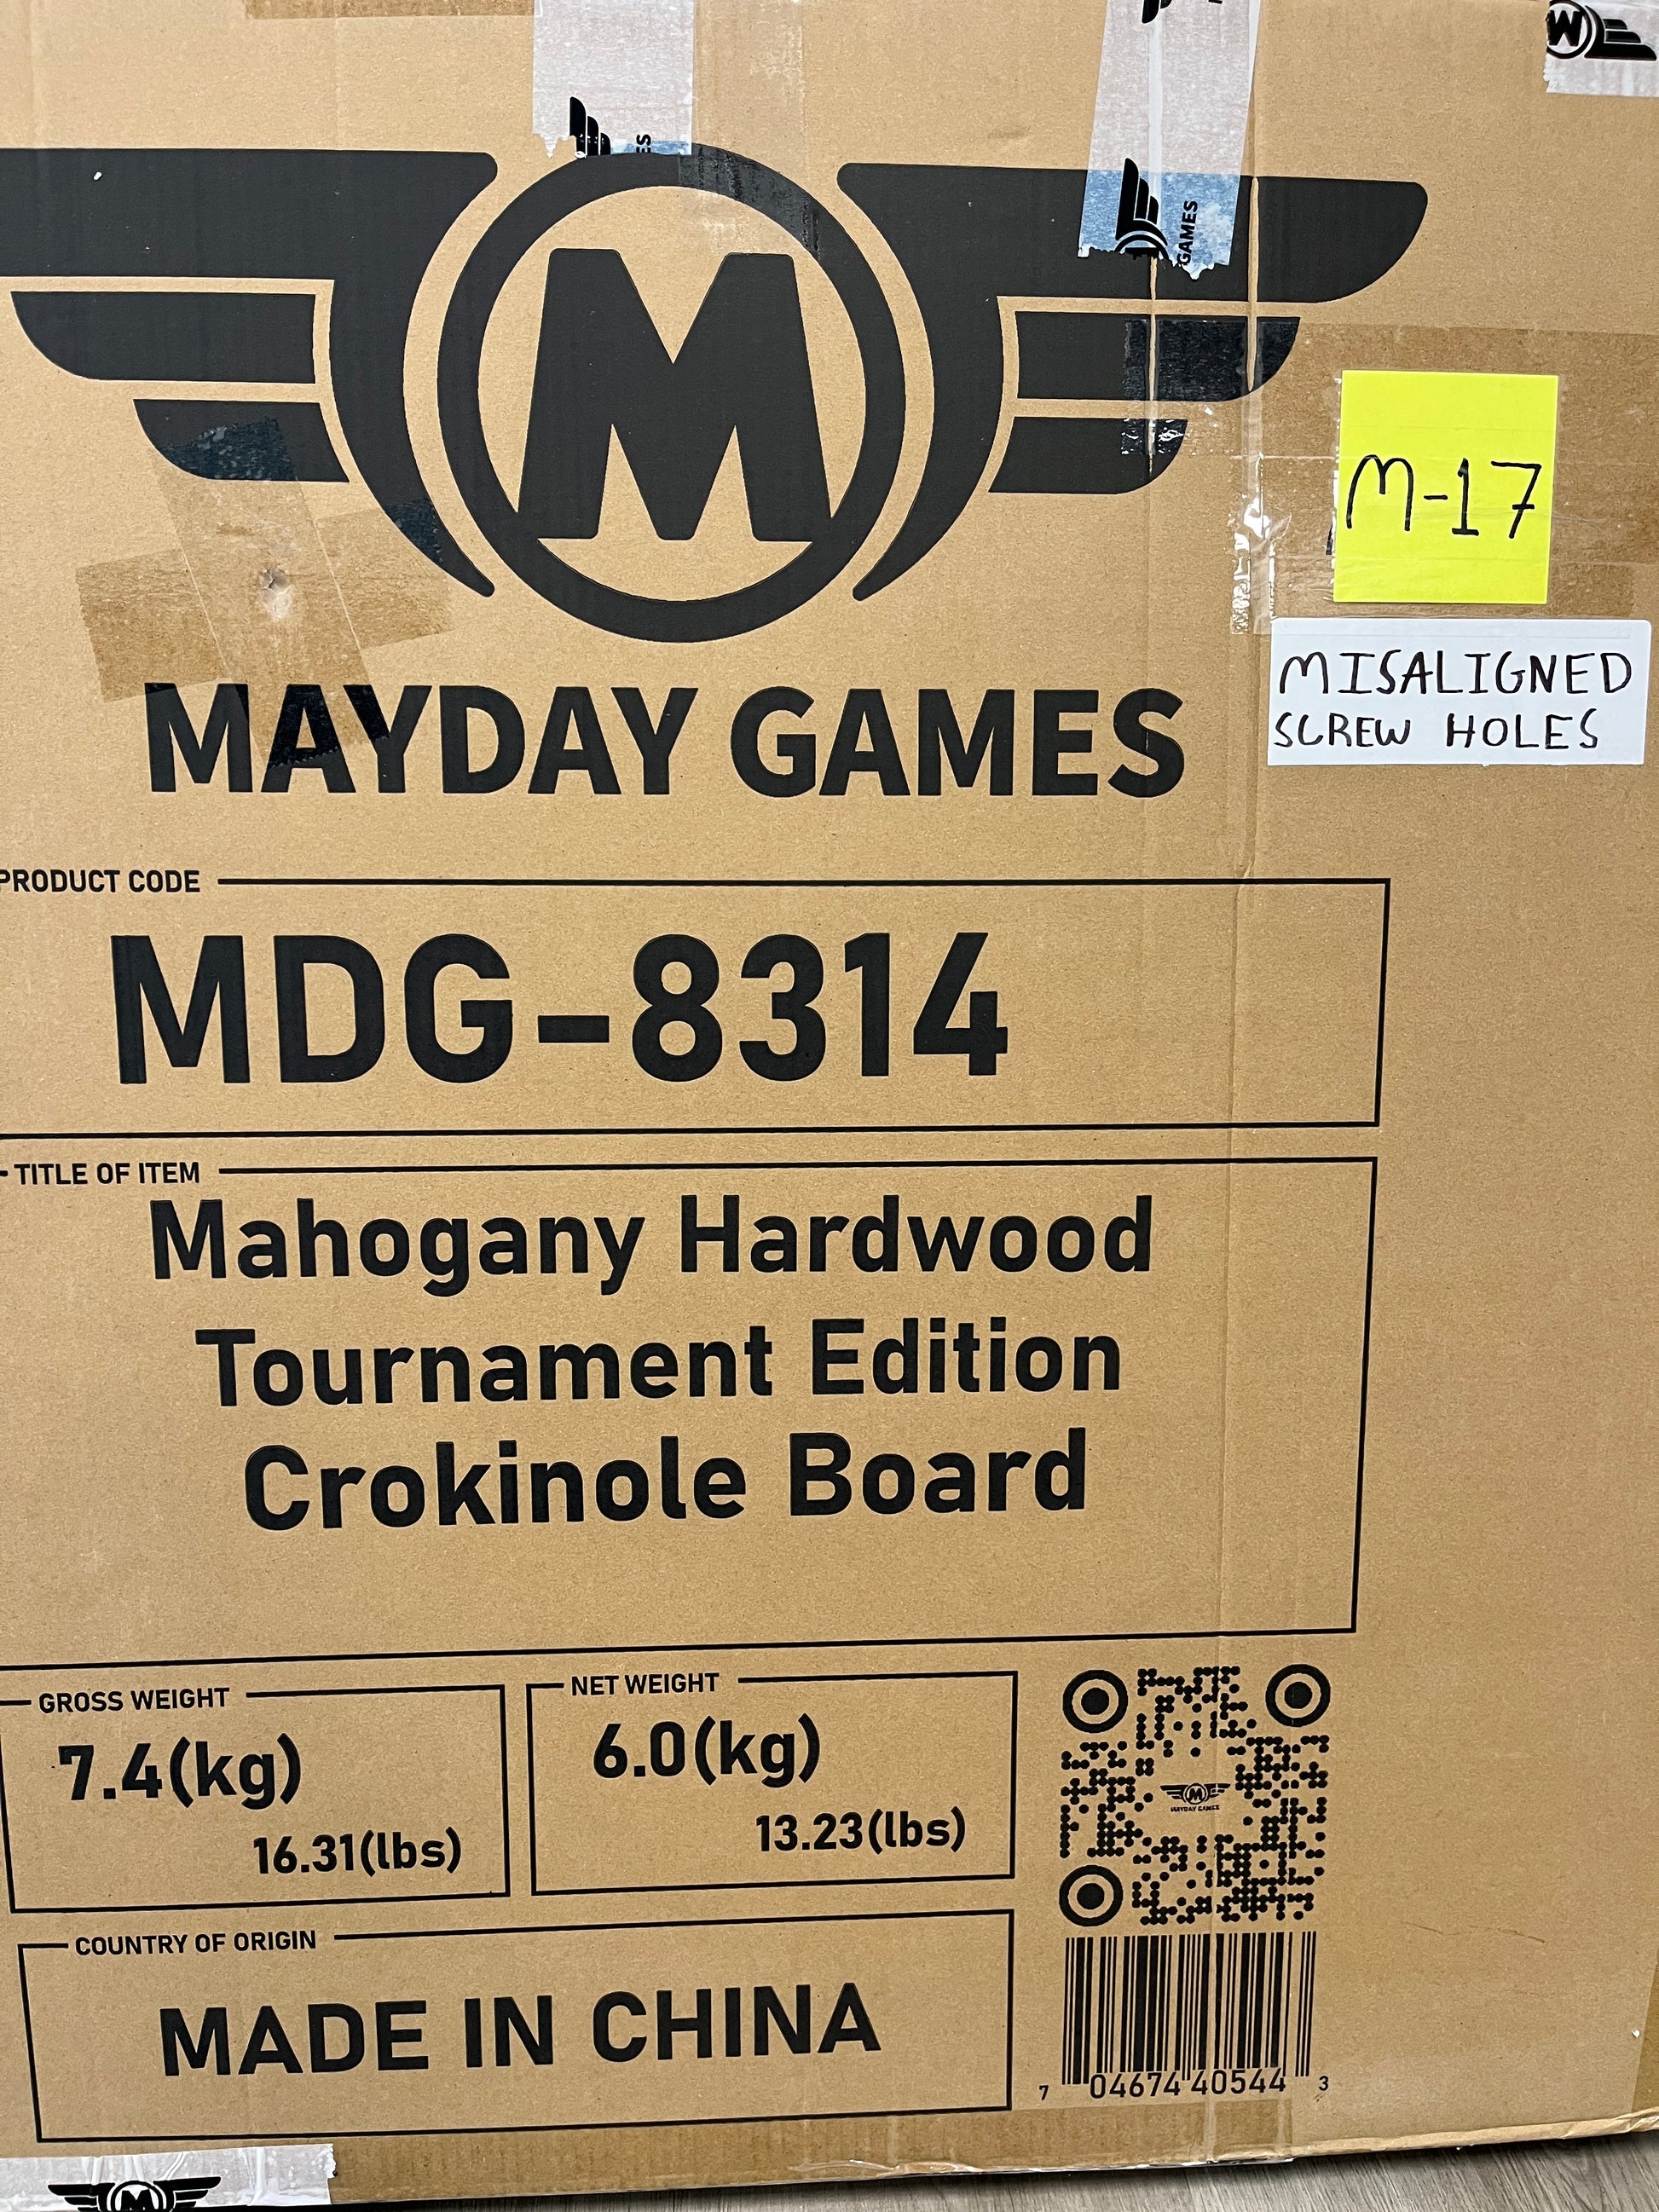 ES
GAMES
M
M-17
MISALIGNED
SCREW HOLES
MAYDAY GAMES
PRODUCT CODE
MDG-8314
TITLE OF ITEM
Mahogany Hardwood
Tournament Edition
Crokinole Board
GROSS WEIGHT
7.4(kg)
16.31(lbs)
NET WEIGHT
6.0(kg)
13.23(lbs)
MAYDAY GAMES
COUNTRY OF ORIGIN
MADE IN CHINA
7 04674 40544 3